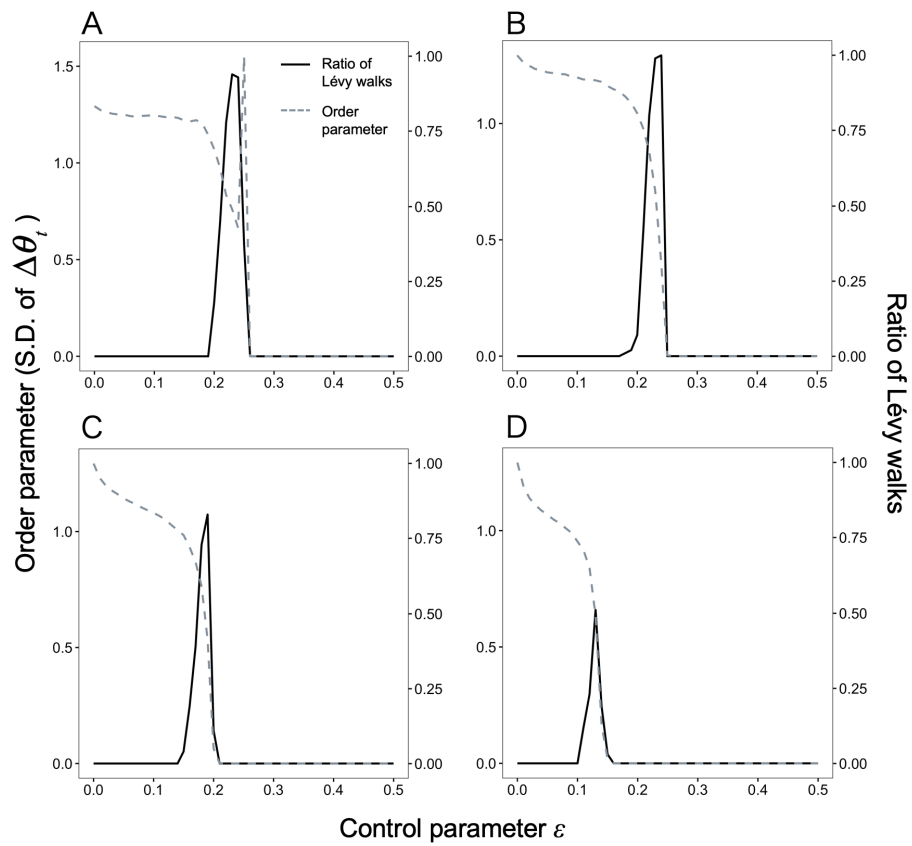 A
B
Ratio of
Lévy walks
Order
parameter
1.5
1.0
0.5
0.0
1.00
0.75
0.50
0.25
0.00
0.0 0.1 0.2 0.3 0.4 0.5
1.0
0.5
0.0
1.00
0.75
0.50
0.25
0.00
0.0 0.1 0.2 0.3 0.4 0.5
Order parameter (S.D. of Δθt)
Ratio of Lévy walks
C
D
1.0
0.5
0.0
1.00
0.75
0.50
0.25
0.00
0.0 0.1 0.2 0.3 0.4 0.5
1.0
0.5
0.0
1.00
0.75
0.50
0.25
0.00
0.0 0.1 0.2 0.3 0.4 0.5
Control parameter ε